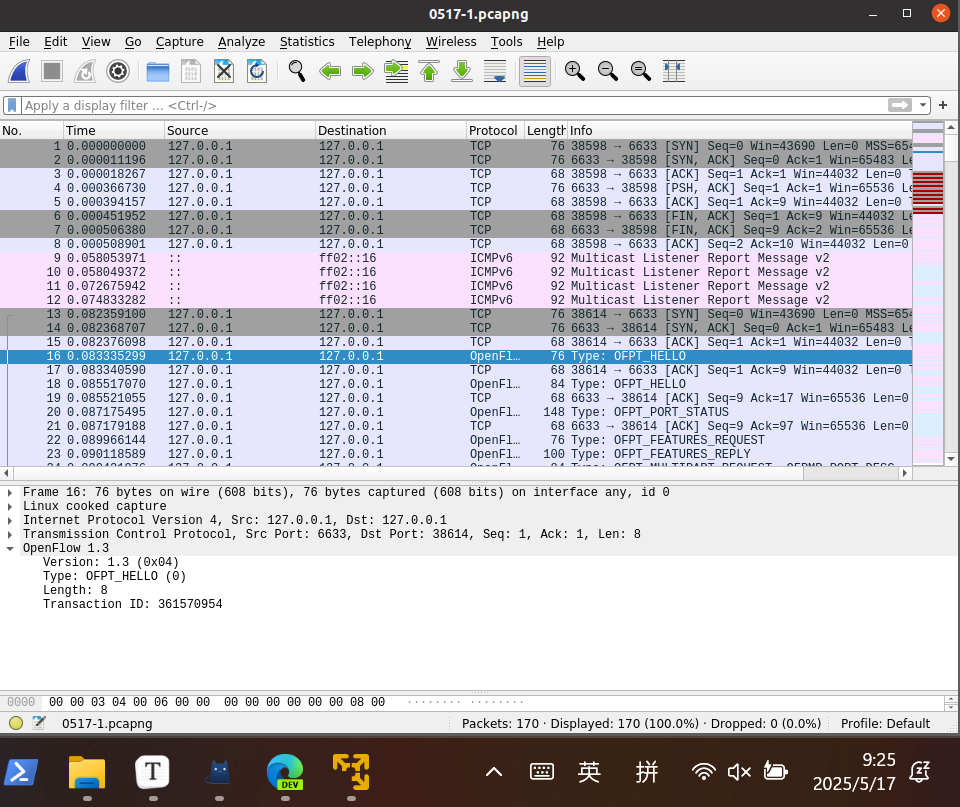 0517-1.pcapng
File Edit View Go Capture Analyze Statistics Telephony Wireless Tools Help
Apply a display filter ... <Ctrl-/>
No. Time Source Destination Protocol Length Info
1 0.000000000 127.0.0.1 127.0.0.1 TCP 76 38598 → 6633 [SYN] Seq=0 Win=43690 Len=0 MSS=654
2 0.000011196 127.0.0.1 127.0.0.1 TCP 76 6633 → 38598 [SYN, ACK] Seq=0 Ack=1 Win=65483 Le
3 0.000018267 127.0.0.1 127.0.0.1 TCP 68 38598 → 6633 [ACK] Seq=1 Ack=1 Win=44032 Len=0
4 0.000366730 127.0.0.1 127.0.0.1 TCP 76 6633 → 38598 [PSH, ACK] Seq=1 Ack=1 Win=65536 Le
5 0.000394157 127.0.0.1 127.0.0.1 TCP 68 38598 → 6633 [ACK] Seq=1 Ack=9 Win=44032 Len=0
6 0.000451952 127.0.0.1 127.0.0.1 TCP 68 38598 → 6633 [FIN, ACK] Seq=1 Ack=9 Win=44032 Le
7 0.000506380 127.0.0.1 127.0.0.1 TCP 68 6633 → 38598 [FIN, ACK] Seq=9 Ack=2 Win=65536 Le
8 0.000508901 127.0.0.1 127.0.0.1 TCP 68 38598 → 6633 [ACK] Seq=2 Ack=10 Win=44032 Len=0
9 0.058053971 :: ff02::16 ICMPv6 92 Multicast Listener Report Message v2
10 0.058049372 :: ff02::16 ICMPv6 92 Multicast Listener Report Message v2
11 0.072675942 :: ff02::16 ICMPv6 92 Multicast Listener Report Message v2
12 0.074833282 :: ff02::16 ICMPv6 92 Multicast Listener Report Message v2
13 0.082359100 127.0.0.1 127.0.0.1 TCP 76 38614 → 6633 [SYN] Seq=0 Win=43690 Len=0 MSS=654
14 0.082368707 127.0.0.1 127.0.0.1 TCP 76 6633 → 38614 [SYN, ACK] Seq=0 Ack=1 Win=65483 Le
15 0.082376098 127.0.0.1 127.0.0.1 TCP 68 38614 → 6633 [ACK] Seq=1 Ack=1 Win=44032 Len=0
16 0.083335299 127.0.0.1 127.0.0.1 OpenFl… 76 Type: OFPT_HELLO
17 0.083340590 127.0.0.1 127.0.0.1 TCP 68 38614 → 6633 [ACK] Seq=1 Ack=9 Win=44032 Len=0
18 0.085517070 127.0.0.1 127.0.0.1 OpenFl… 84 Type: OFPT_HELLO
19 0.085521055 127.0.0.1 127.0.0.1 TCP 68 6633 → 38614 [ACK] Seq=9 Ack=17 Win=65536 Len=0
20 0.087175495 127.0.0.1 127.0.0.1 OpenFl… 148 Type: OFPT_PORT_STATUS
21 0.087179188 127.0.0.1 127.0.0.1 TCP 68 6633 → 38614 [ACK] Seq=9 Ack=97 Win=65536 Len=0
22 0.089966144 127.0.0.1 127.0.0.1 OpenFl… 76 Type: OFPT_FEATURES_REQUEST
23 0.090118589 127.0.0.1 127.0.0.1 OpenFl… 100 Type: OFPT_FEATURES_REPLY
Frame 16: 76 bytes on wire (608 bits), 76 bytes captured (608 bits) on interface any, id 0
Linux cooked capture
Internet Protocol Version 4, Src: 127.0.0.1, Dst: 127.0.0.1
Transmission Control Protocol, Src Port: 6633, Dst Port: 38614, Seq: 1, Ack: 1, Len: 8
OpenFlow 1.3
Version: 1.3 (0x04)
Type: OFPT_HELLO (0)
Length: 8
Transaction ID: 361570954
0000 00 00 03 04 00 06 00 00 00 00 00 00 00 00 08 00 ········ ········
0517-1.pcapng Packets: 170 · Displayed: 170 (100.0%) · Dropped: 0 (0.0%) Profile: Default
T DEV 英 拼 9:25
2025/5/17